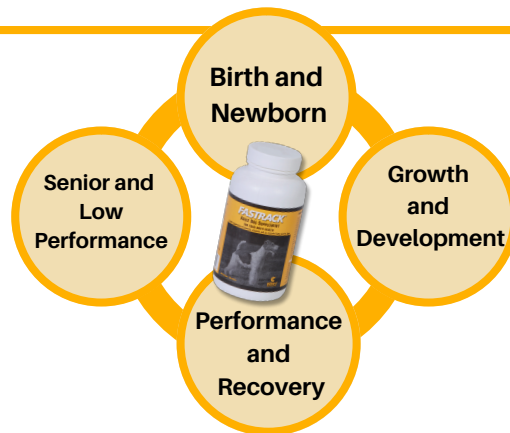 Birth and
Newborn
Senior and
Low
Performance
Growth
and
Development
FASTRACK
Performance
and
Recovery